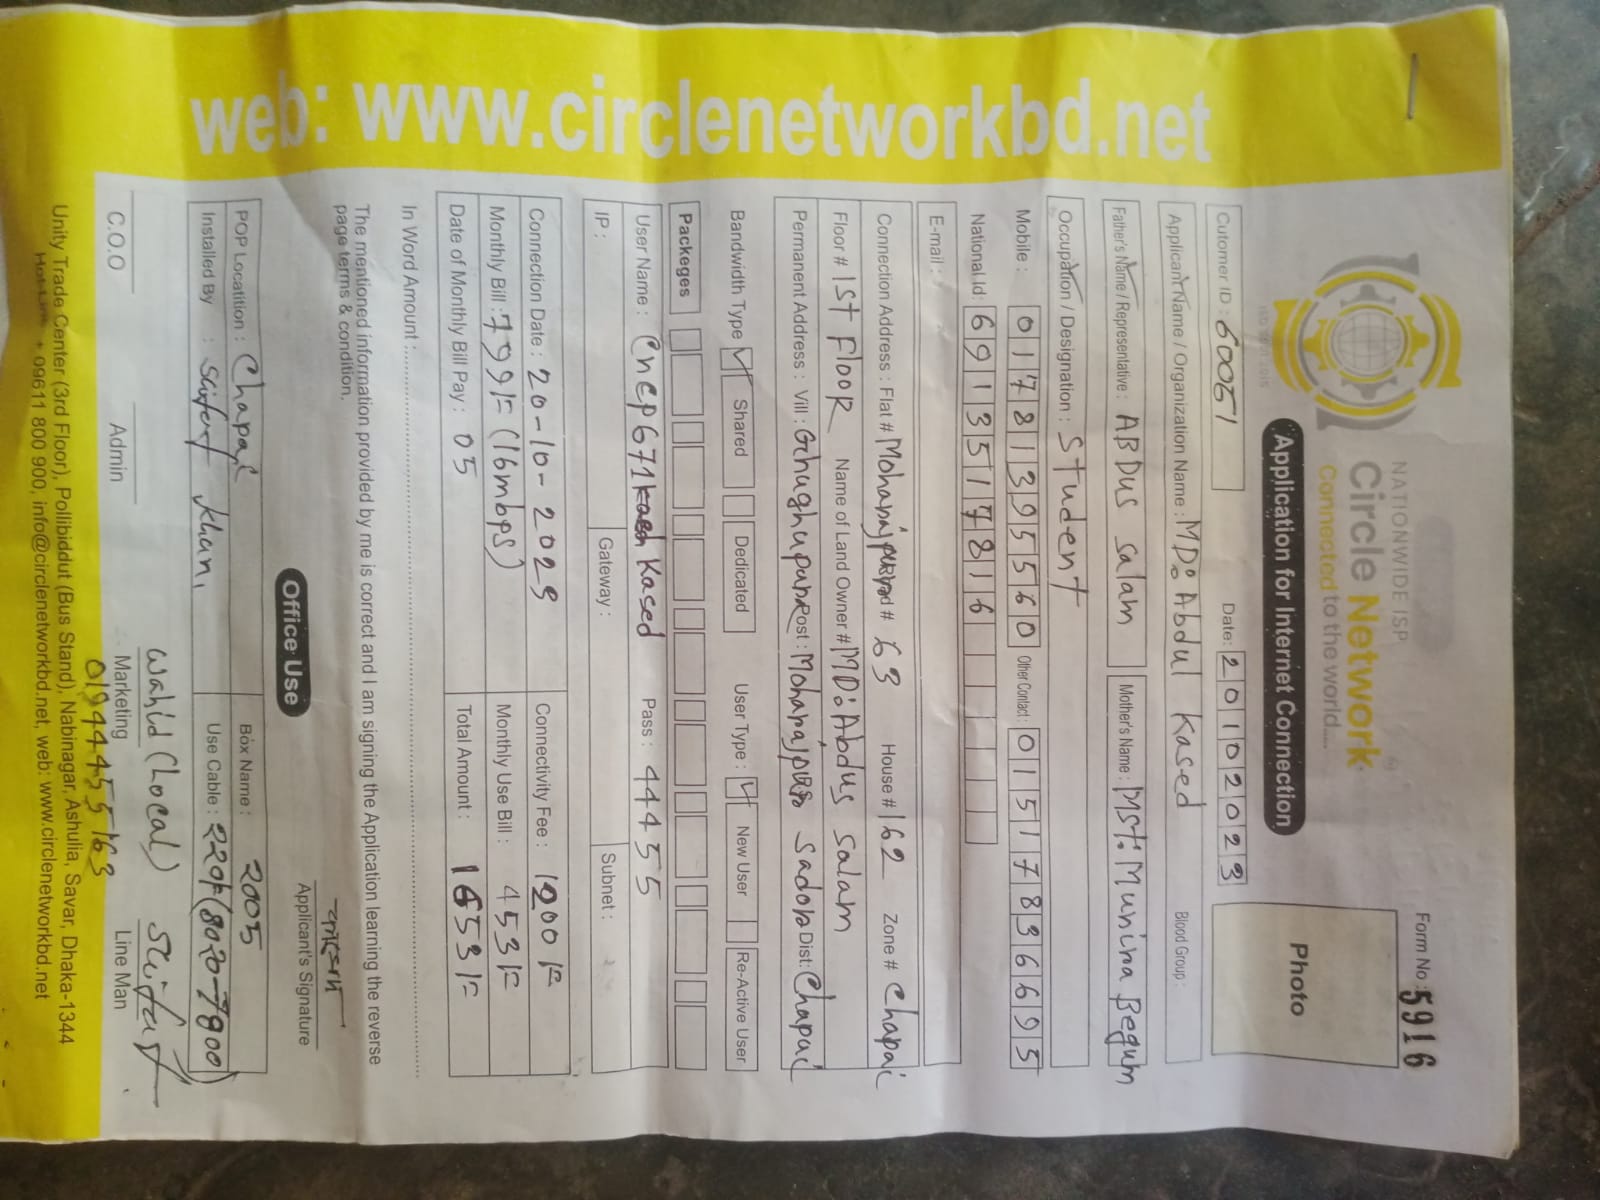 web: www.circlenetworkbd.net
Form No : 5916
NATIONWIDE ISP
Circle Network
Connected to the world....
Application for Internet Connection
Photo
Cutomer ID : 60051 Date: 20102023
Applicant Name / Organization Name : MD: Abdul Kased Blood Group :
Father's Name / Representative : ABDUS Salam Mother's Name : MST: Munira Begum
Occupation / Designation : Student
Mobile : 01781395560 Other Contact : 01517836695
National Id : 6913517816
E-mail :
Connection Address : Flat # # 63 House # 162 Zone # Chapai
Floor # 1st Floor Name of Land Owner # MD: Abdus Salam
Permanent Address : Vill : Post : Dist: Chapai
Bandwidth Type Shared Dedicated User Type : New User Re-Active User
Packeges
User Name : Cnep671 Kased Pass : 44455
IP : Gateway : Subnet :
Connection Date : 20-10-2023 Connectivity Fee : 1200/=
Monthly Bill : 799/= (16mbps) Monthly Use Bill : 453/=
Date of Monthly Bill Pay : 05 Total Amount : 1653/=
In Word Amount :
The mentioned information provided by me is correct and I am signing the Application learning the reverse
page terms & condition.
Applicant's Signature
Office Use
POP Locatition : Chapai Box Name : 2005
Installed By : Khan Use Cable : (8020-7800)
Wahid (Local)
C.O.O Admin Marketing Line Man
01944455163
Unity Trade Center (3rd Floor), Pollibiddut (Bus Stand), Nabinagar, Ashulia, Savar, Dhaka-1344
+ 09611 800 900, info@circlenetworkbd.net, web: www.circlenetworkbd.net